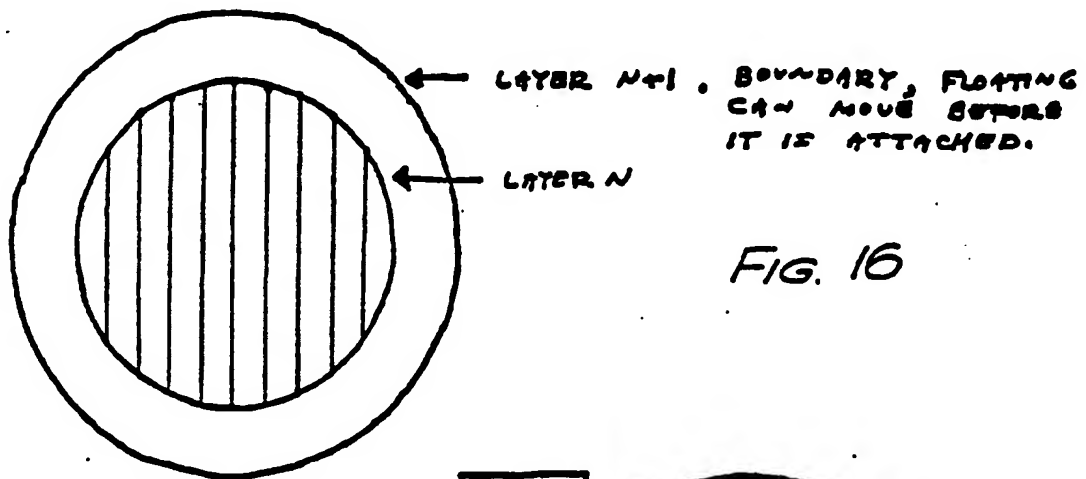 LAYER N+1. BOUNDARY, FLOATING
CAN MOVE BEFORE
IT IS ATTACHED.
LAYER N
FIG. 16